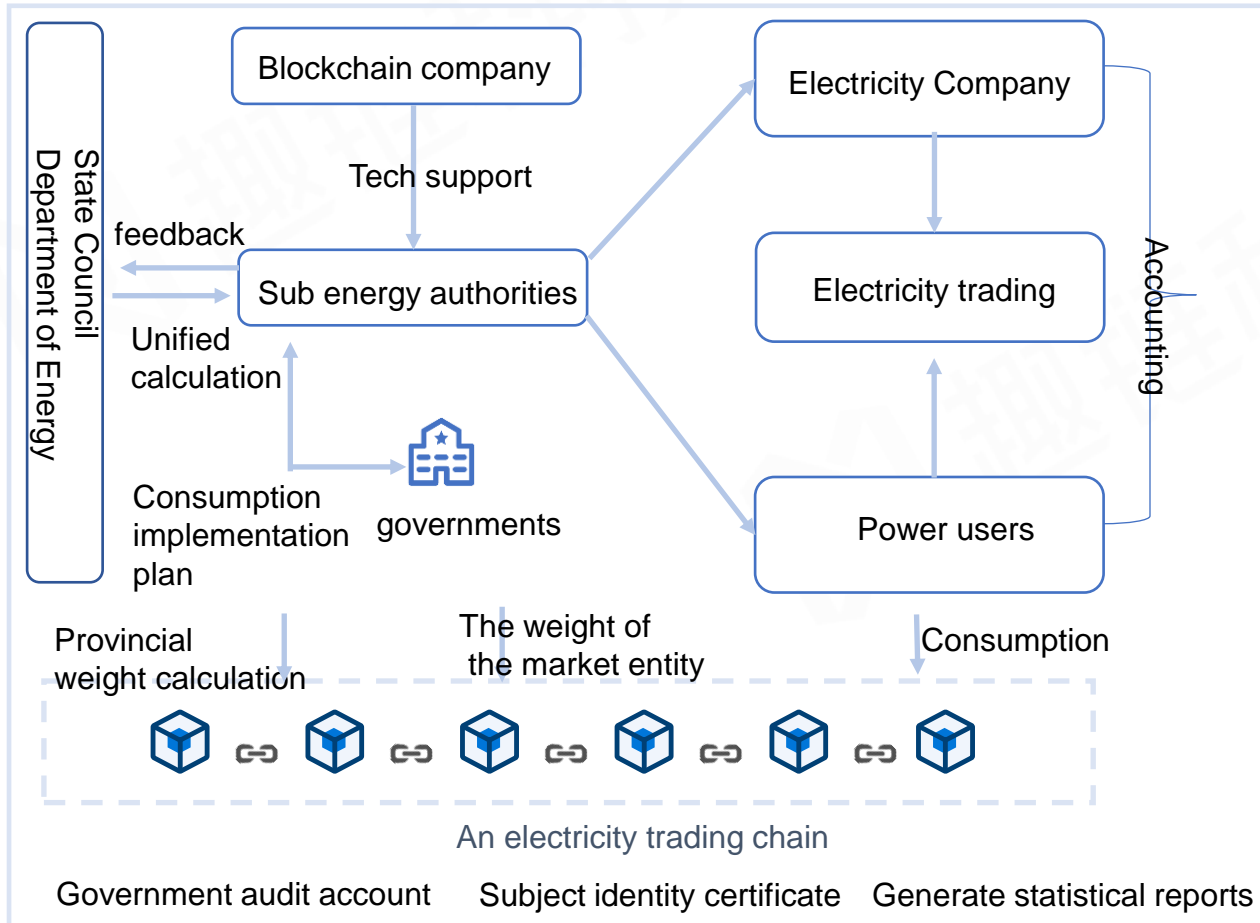 Blockchain company
Electricity Company
State Council
Department of Energy
Tech support
feedback
Sub energy authorities
Electricity trading
Accounting
Unified
calculation
Consumption
implementation
plan
governments
Power users
Provincial
weight calculation
The weight of
the market entity
Consumption
An electricity trading chain
Government audit account
Subject identity certificate
Generate statistical reports